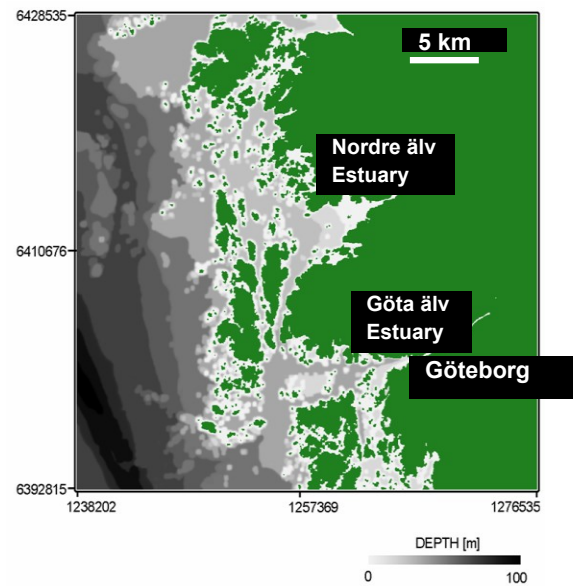 6428535
5 km
Nordre älv
Estuary
6410676
Göta älv
Estuary
Göteborg
6392815
1238202
1257369
1276535
DEPTH [m]
0
100